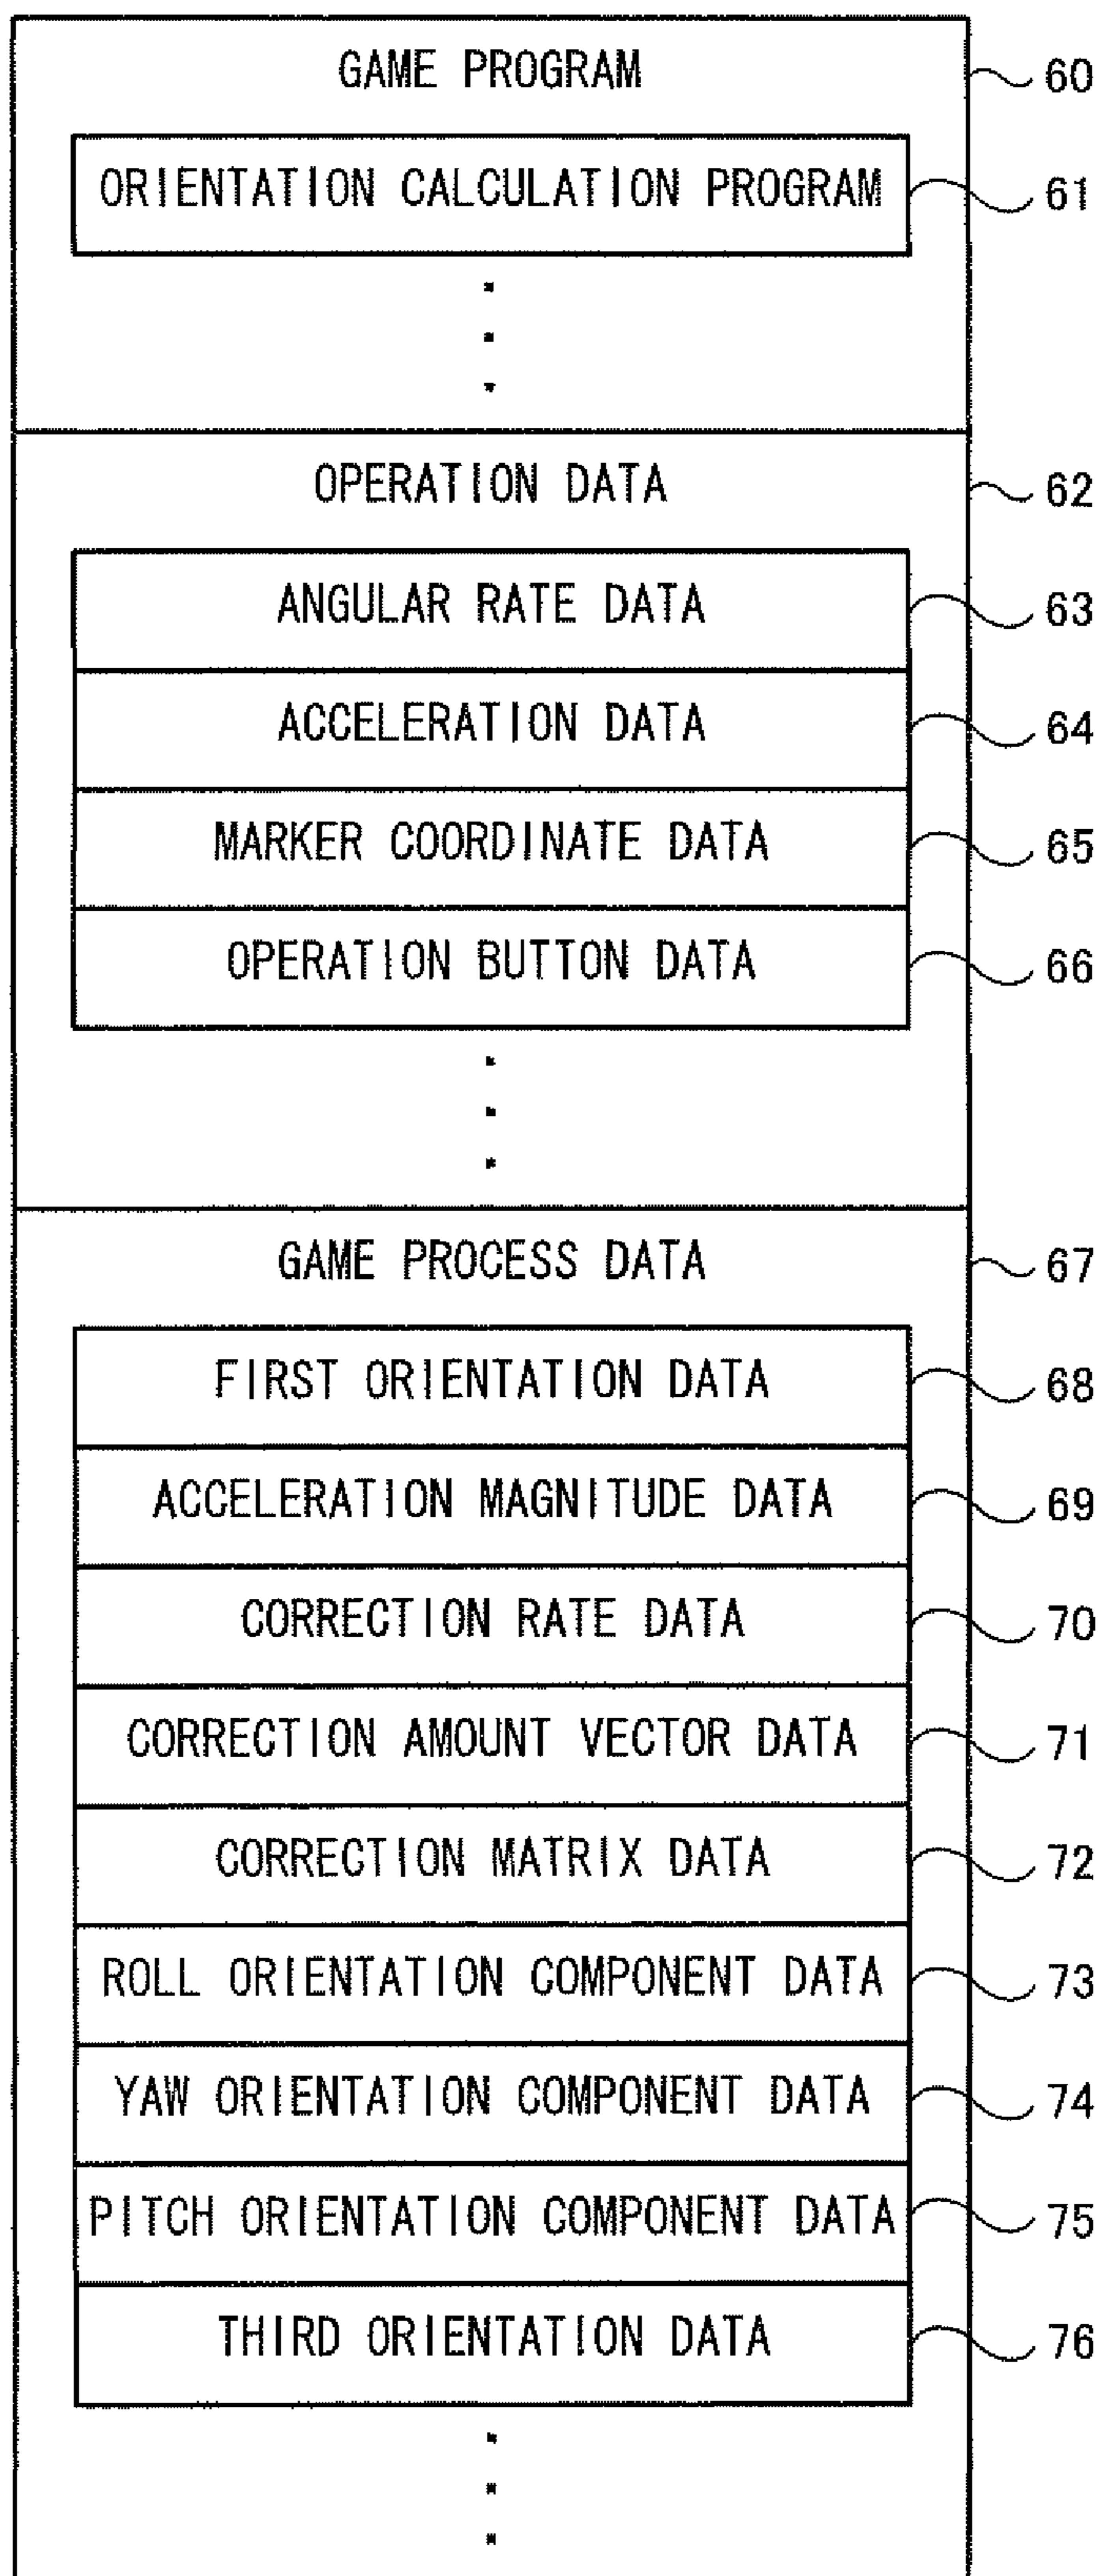 GAME PROGRAM 60
ORIENTATION CALCULATION PROGRAM 61
OPERATION DATA 62
ANGULAR RATE DATA 63
ACCELERATION DATA 64
MARKER COORDINATE DATA 65
OPERATION BUTTON DATA 66
GAME PROCESS DATA 67
FIRST ORIENTATION DATA 68
ACCELERATION MAGNITUDE DATA 69
CORRECTION RATE DATA 70
CORRECTION AMOUNT VECTOR DATA 71
CORRECTION MATRIX DATA 72
ROLL ORIENTATION COMPONENT DATA 73
YAW ORIENTATION COMPONENT DATA 74
PITCH ORIENTATION COMPONENT DATA 75
THIRD ORIENTATION DATA 76